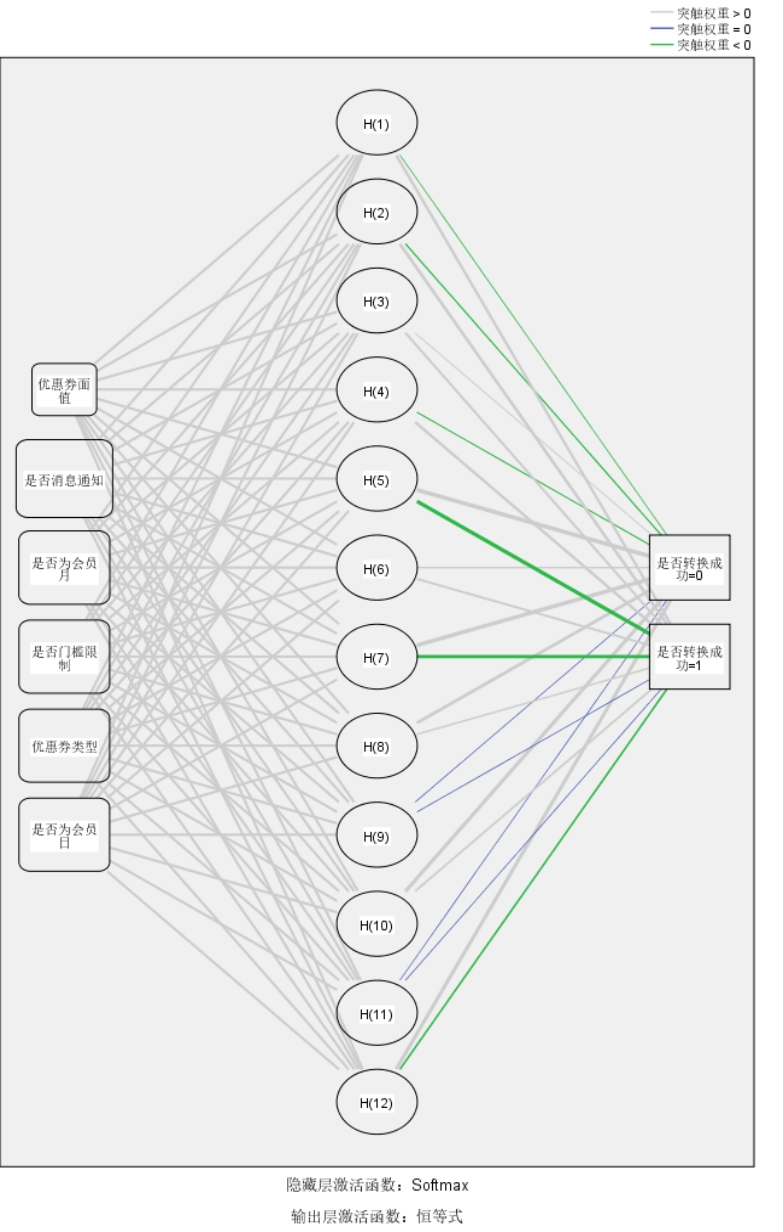 突触权重 > 0
突触权重 = 0
突触权重 < 0
H(1)
H(2)
H(3)
H(4)
H(5)
H(6)
H(7)
H(8)
H(9)
H(10)
H(11)
H(12)
优惠券面
值
是否消息通知
是否为会员
月
是否门槛限
制
优惠券类型
是否为会员
日
是否转换成
功=0
是否转换成
功=1
隐藏层激活函数：Softmax
输出层激活函数：恒等式